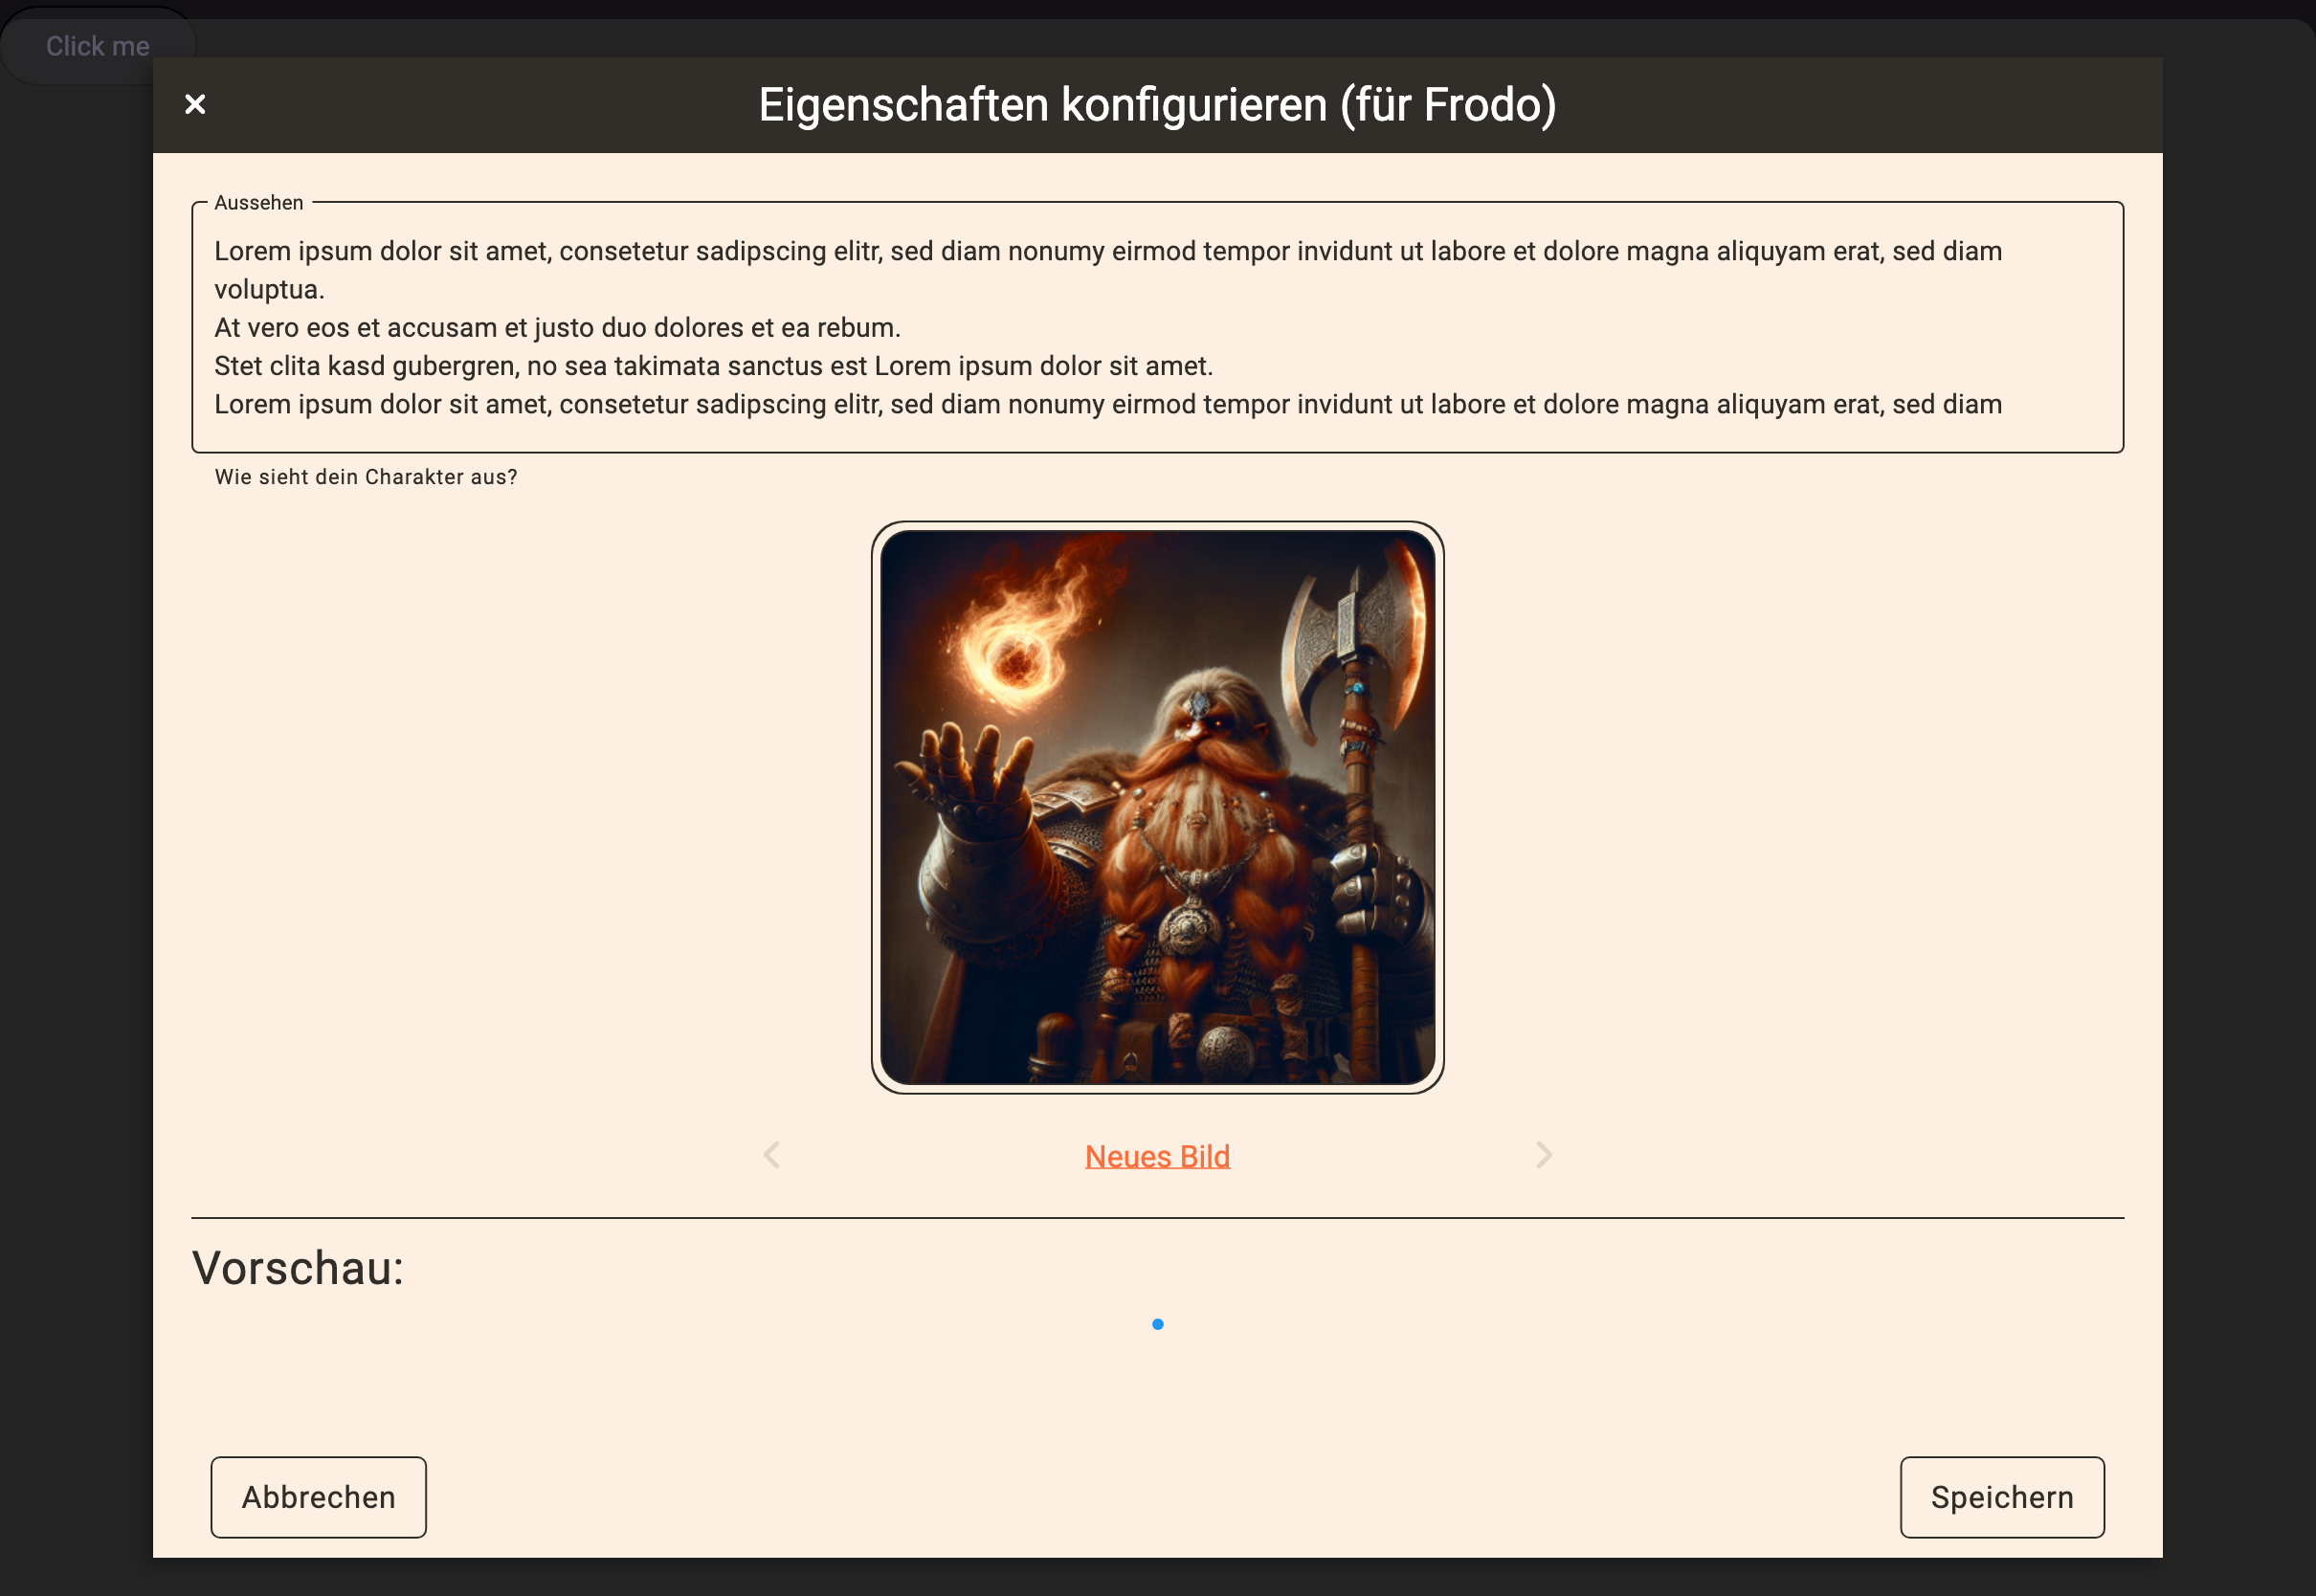 Click me
Eigenschaften konfigurieren (für Frodo)
Aussehen
Lorem ipsum dolor sit amet, consetetur sadipscing elitr, sed diam nonumy eirmod tempor invidunt ut labore et dolore magna aliquyam erat, sed diam
voluptua.
At vero eos et accusam et justo duo dolores et ea rebum.
Stet clita kasd gubergren, no sea takimata sanctus est Lorem ipsum dolor sit amet.
Lorem ipsum dolor sit amet, consetetur sadipscing elitr, sed diam nonumy eirmod tempor invidunt ut labore et dolore magna aliquyam erat, sed diam
Wie sieht dein Charakter aus?
Neues Bild
Vorschau:
Abbrechen
Speichern